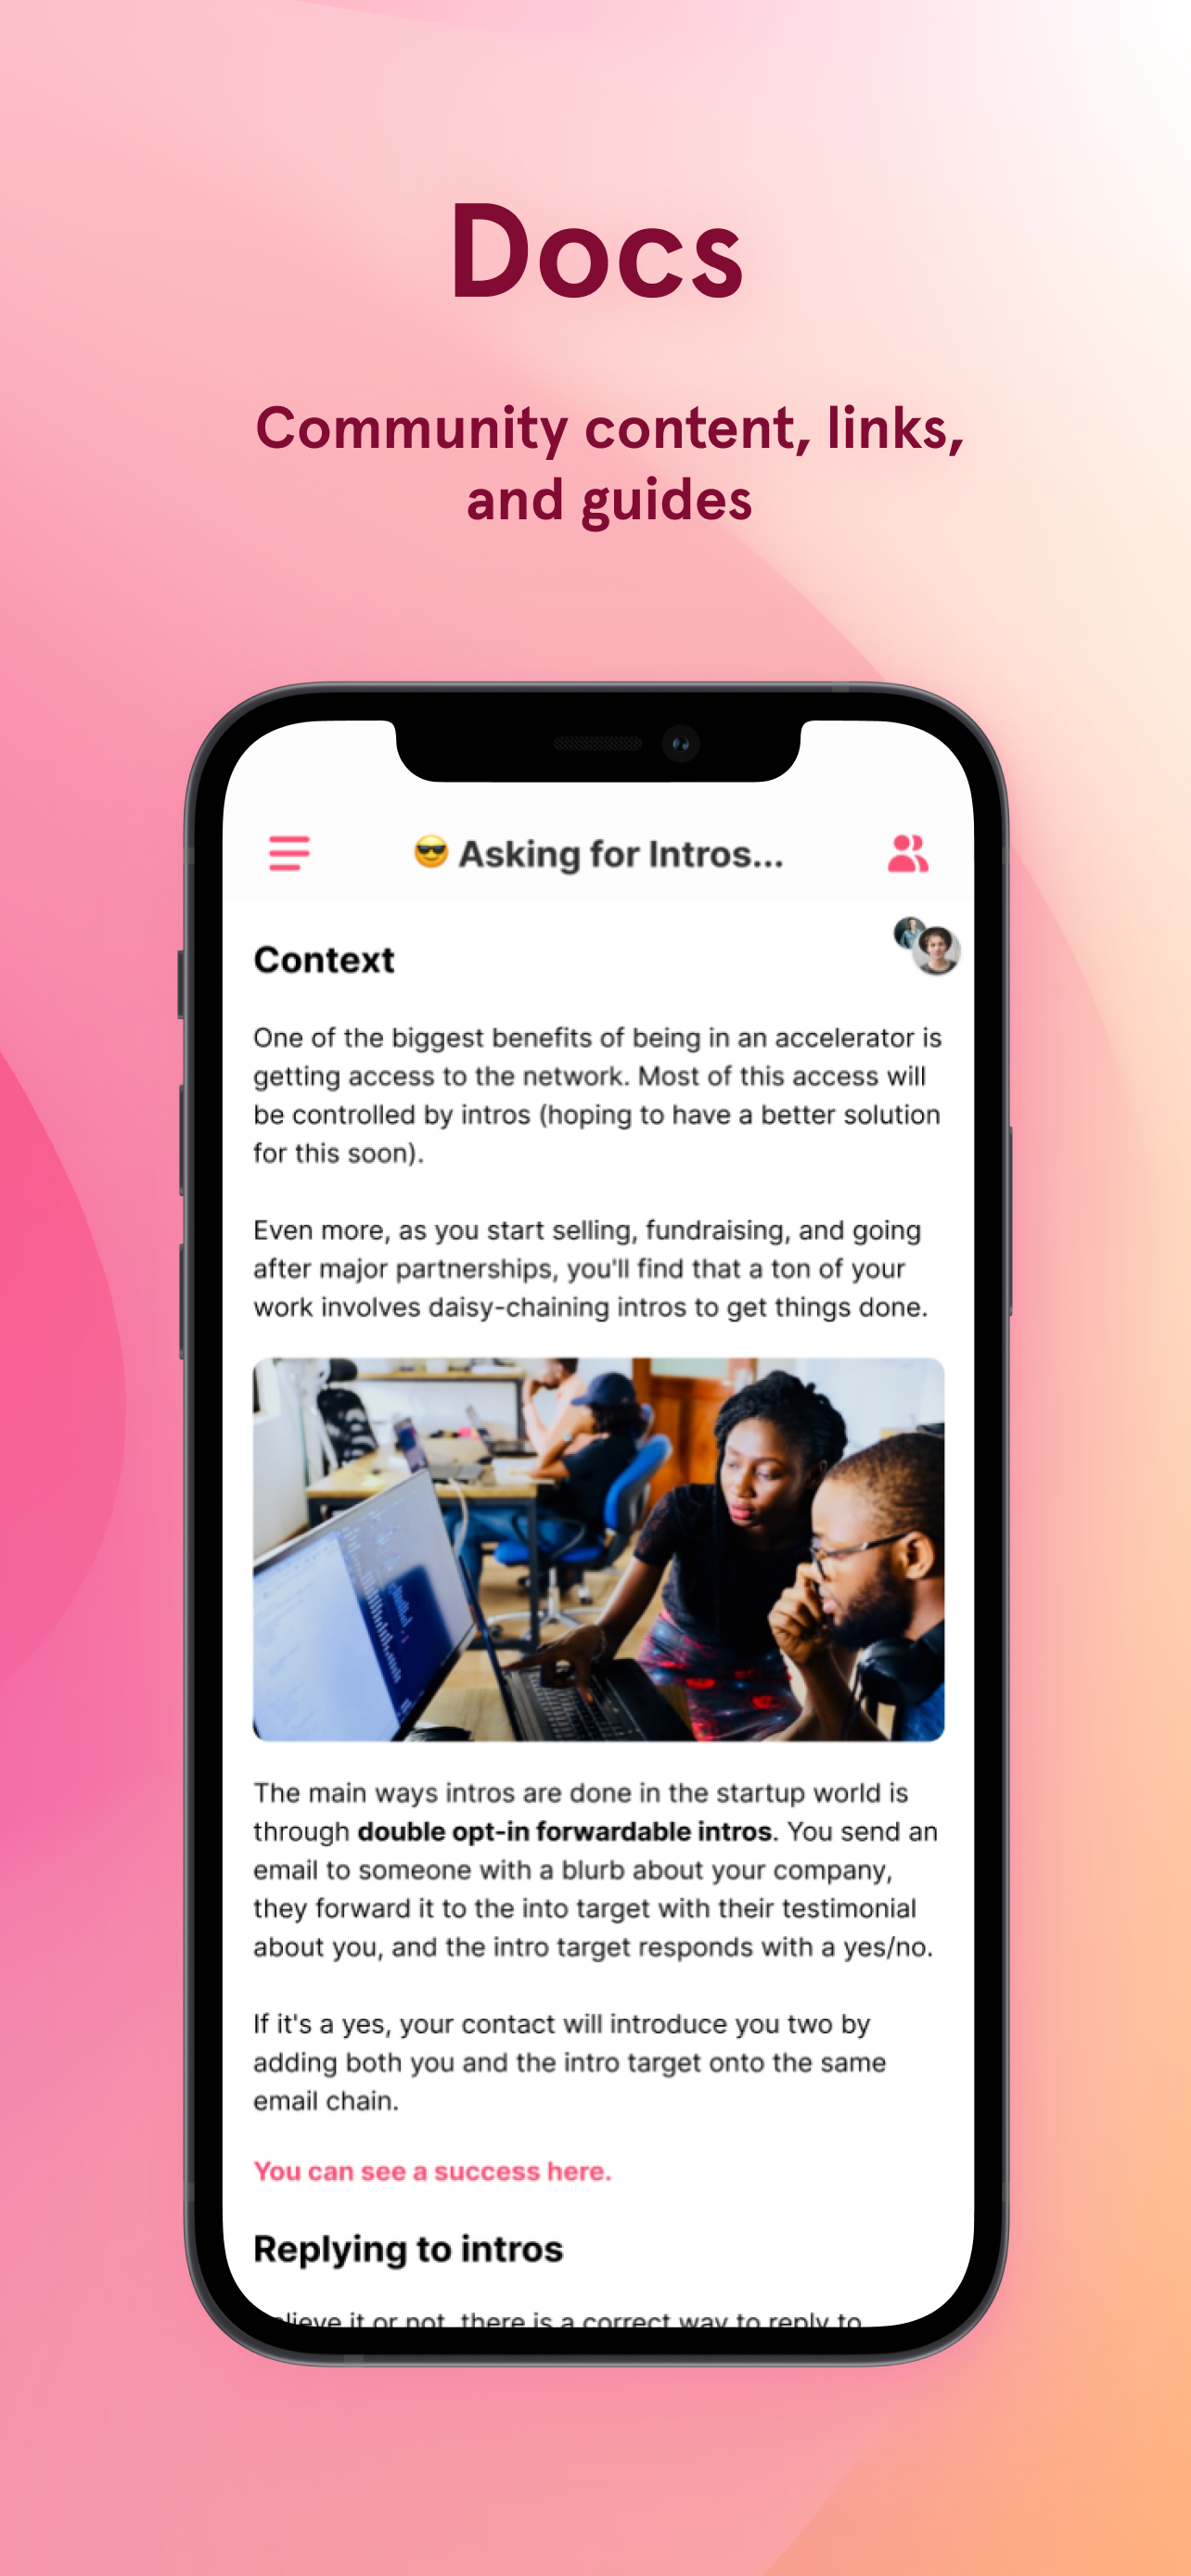 Docs
Community content, links,
and guides
😎 Asking for Intros...
Context
One of the biggest benefits of being in an accelerator is
getting access to the network. Most of this access will
be controlled by intros (hoping to have a better solution
for this soon).
Even more, as you start selling, fundraising, and going
after major partnerships, you'll find that a ton of your
work involves daisy-chaining intros to get things done.
The main ways intros are done in the startup world is
through double opt-in forwardable intros. You send an
email to someone with a blurb about your company,
they forward it to the into target with their testimonial
about you, and the intro target responds with a yes/no.
If it's a yes, your contact will introduce you two by
adding both you and the intro target onto the same
email chain.
You can see a success here.
Replying to intros
it or not, there is a correct way to reply to